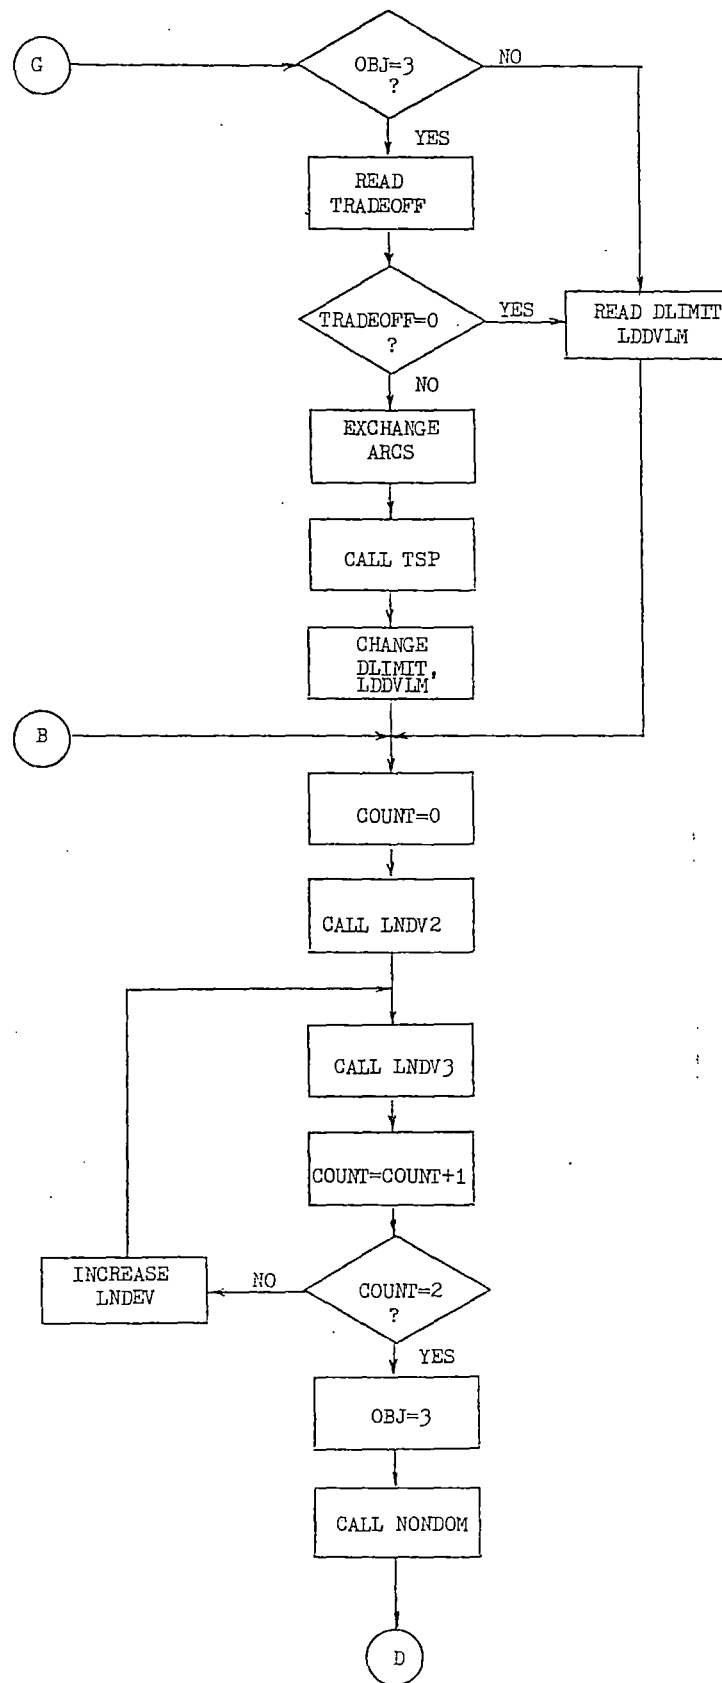 G
OBJ=3
?
NO
YES
READ
TRADEOFF
TRADEOFF=0
?
YES
READ DLIMIT
LDDVLM
NO
EXCHANGE
ARCS
CALL TSP
CHANGE
DLIMIT,
LDDVLM
B
COUNT=0
CALL LNDV2
CALL LNDV3
COUNT=COUNT+1
INCREASE
LNDEV
NO
COUNT=2
?
YES
OBJ=3
CALL NONDOM
D